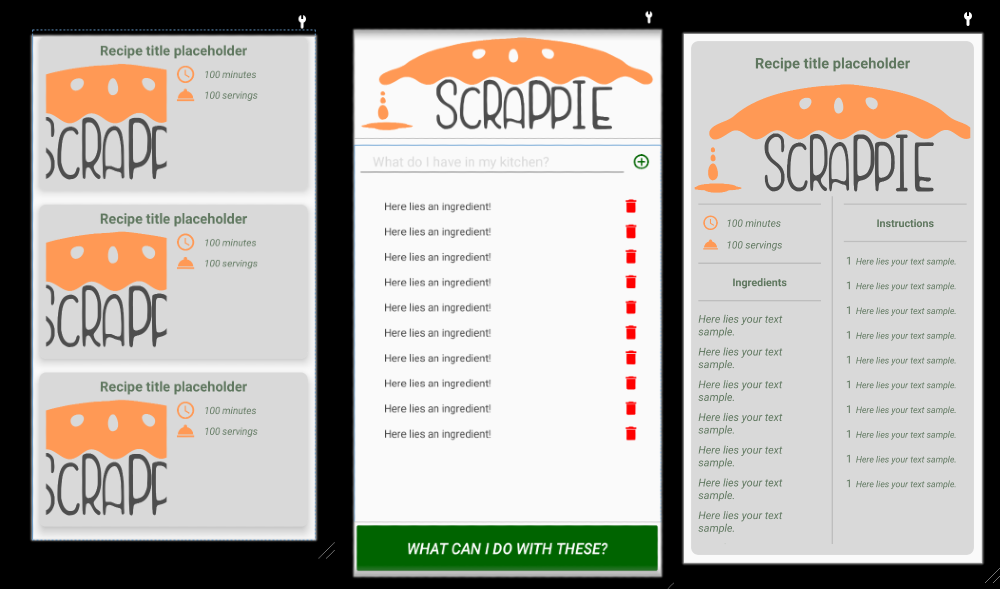 Recipe title placeholder
100 minutes
100 servings
SCRAPP
Recipe title placeholder
100 minutes
100 servings
SCRAPP
Recipe title placeholder
100 minutes
100 servings
SCRAPP
SCRAPPIE
What do I have in my kitchen?
Here lies an ingredient!
Here lies an ingredient!
Here lies an ingredient!
Here lies an ingredient!
Here lies an ingredient!
Here lies an ingredient!
Here lies an ingredient!
Here lies an ingredient!
Here lies an ingredient!
Here lies an ingredient!
WHAT CAN I DO WITH THESE?
Recipe title placeholder
SCRAPPIE
100 minutes
100 servings
Ingredients
Here lies your text
sample.
Here lies your text
sample.
Here lies your text
sample.
Here lies your text
sample.
Here lies your text
sample.
Here lies your text
sample.
Here lies your text
sample.
Instructions
1 Here lies your text sample.
1 Here lies your text sample.
1 Here lies your text sample.
1 Here lies your text sample.
1 Here lies your text sample.
1 Here lies your text sample.
1 Here lies your text sample.
1 Here lies your text sample.
1 Here lies your text sample.
1 Here lies your text sample.